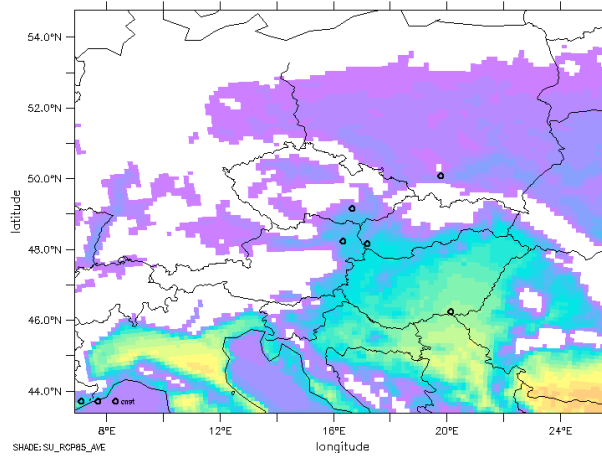 54.0°N
52.0°N
50.0°N
48.0°N
46.0°N
44.0°N
latitude
8°E 12°E 16°E 20°E 24°E
longitude
cnst
SHADE: SU_RCP85_AVE